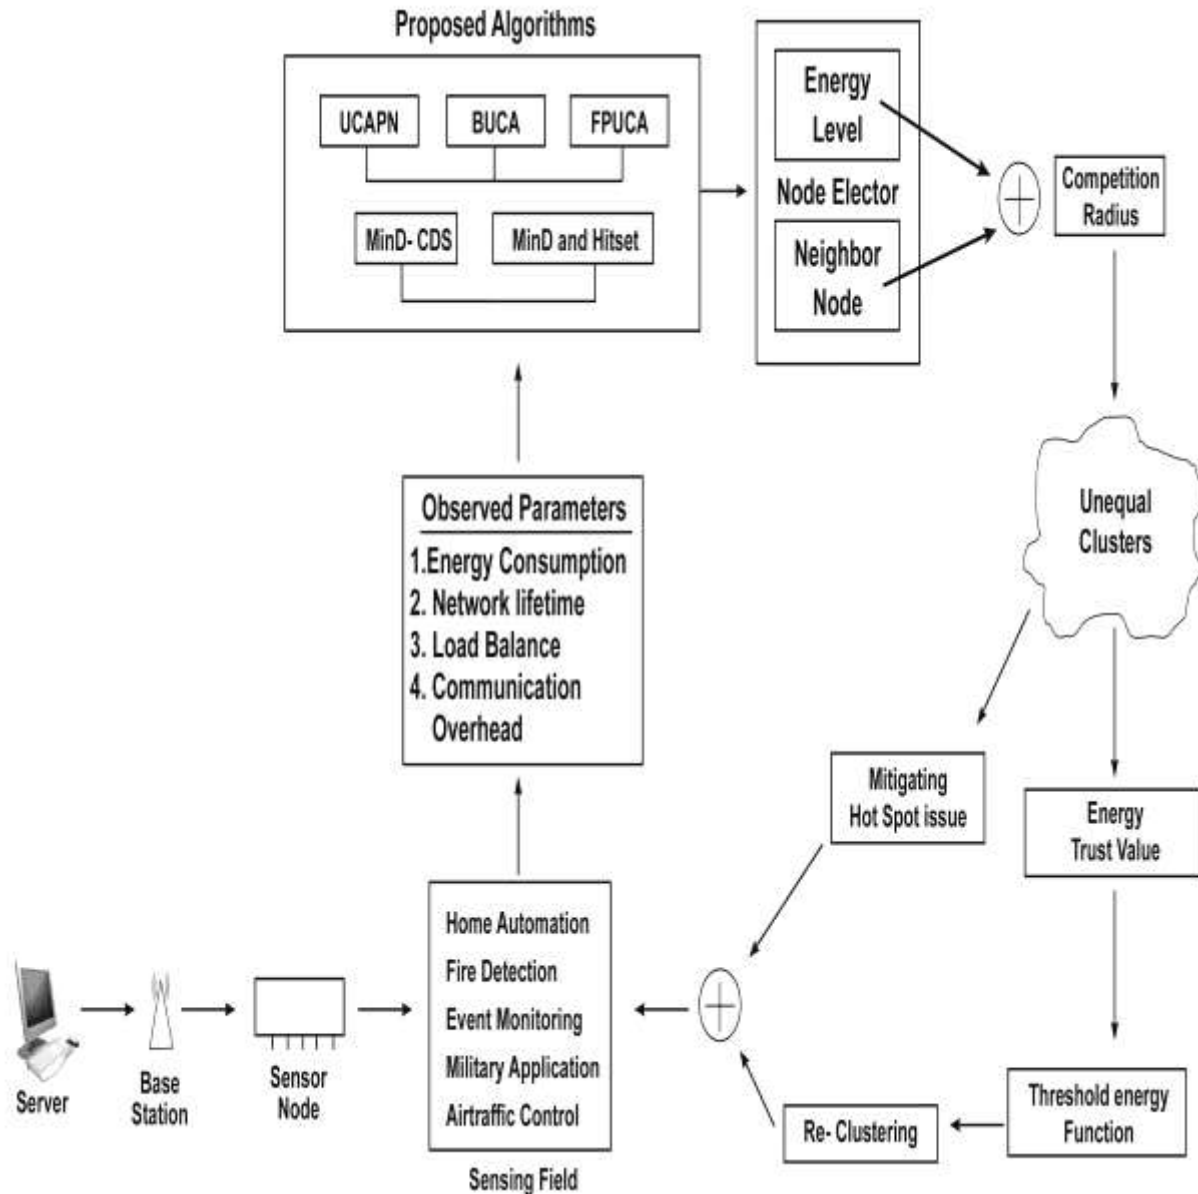 Proposed Algorithms
UCAPN
BUCA
FPUCA
MinD- CDS
MinD and Hitset
Energy
Level
Node Elector
Neighbor
Node
Competition
Radius
Unequal
Clusters
Observed Parameters
1.Energy Consumption
2. Network lifetime
3. Load Balance
4. Communication
Overhead
Mitigating
Hot Spot issue
Energy
Trust Value
Home Automation
Fire Detection
Event Monitoring
Military Application
Airtraffic Control
Sensing Field
Server
Base
Station
Sensor
Node
Re- Clustering
Threshold energy
Function